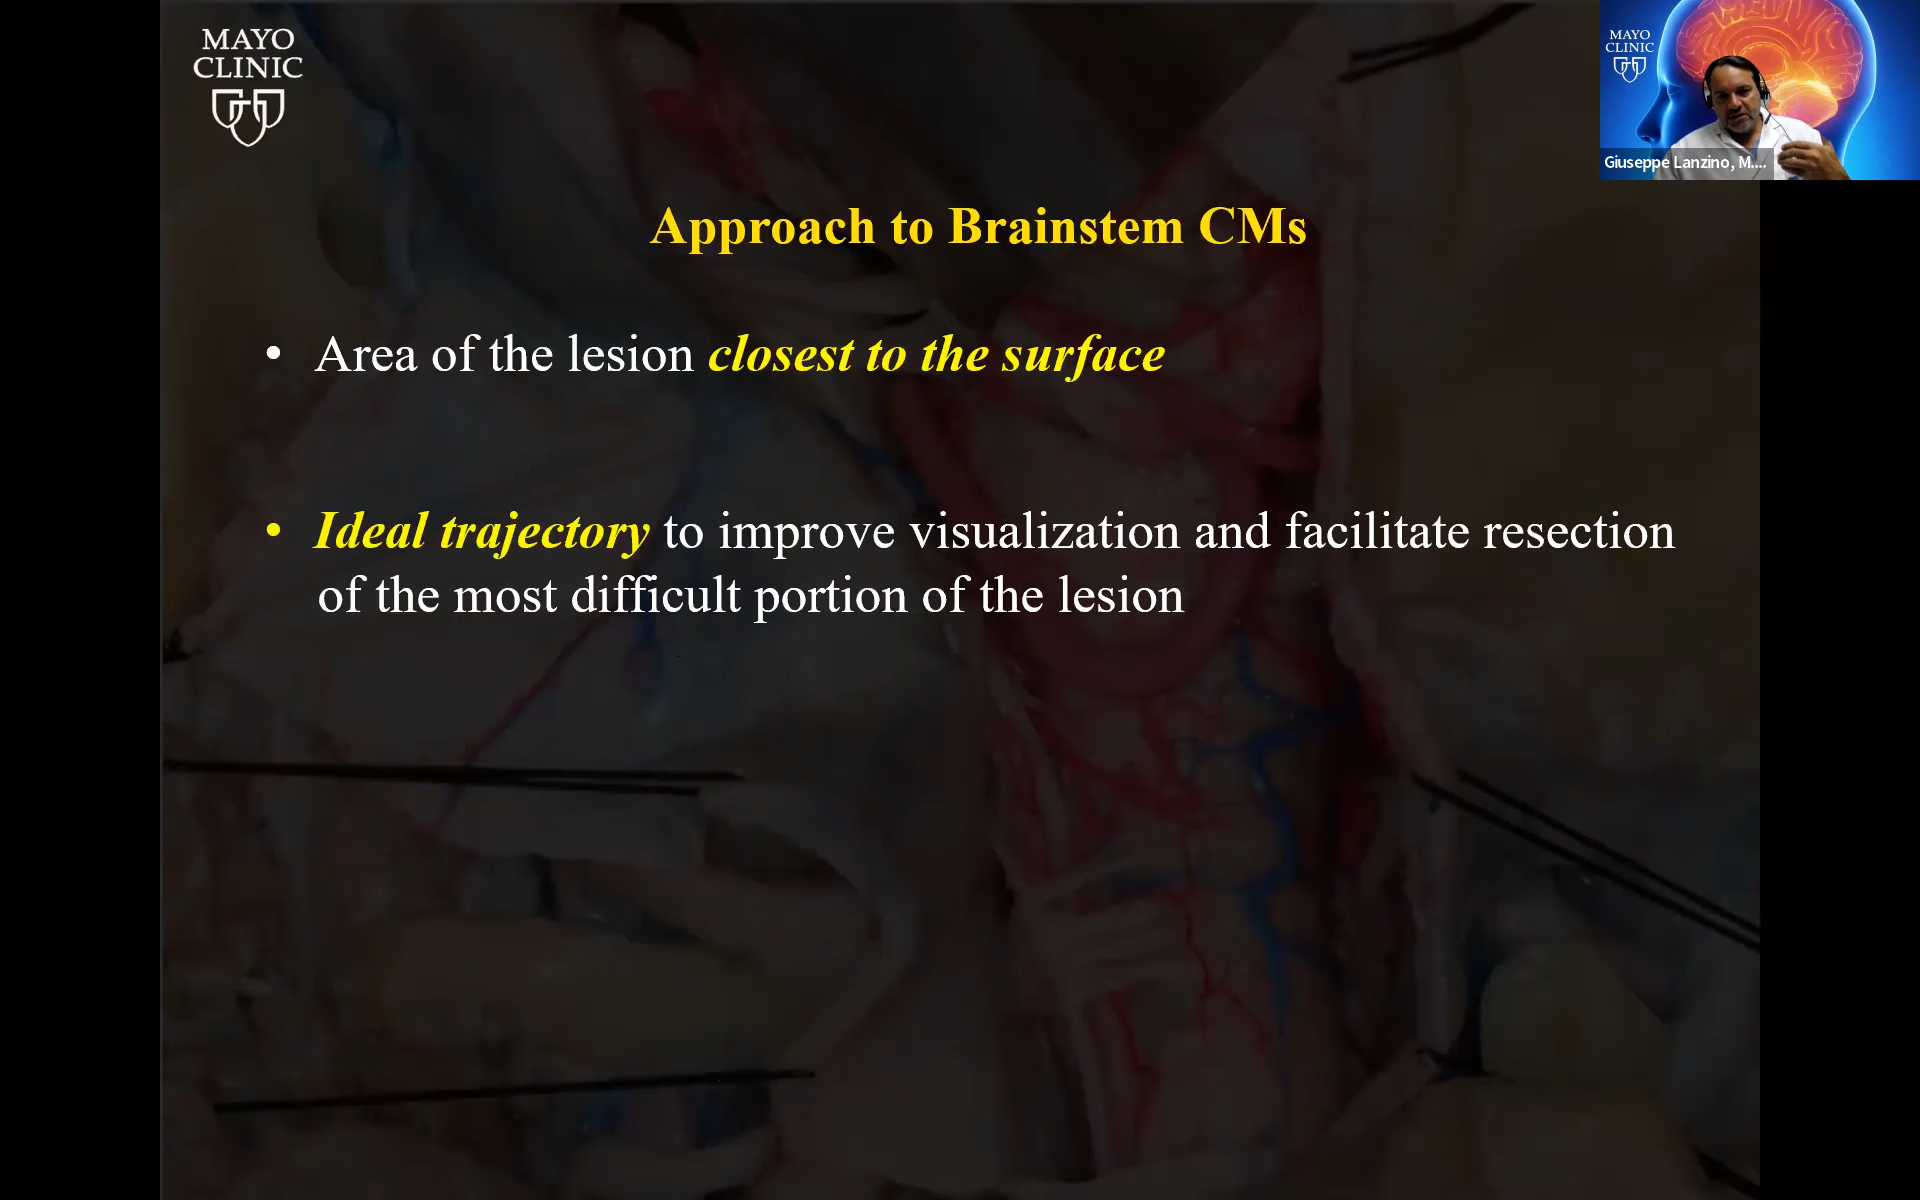 MAYO
CLINIC
MAYO
CLINIC
Giuseppe Lanzino, M....
Approach to Brainstem CMs
• Area of the lesion closest to the surface
• Ideal trajectory to improve visualization and facilitate resection
of the most difficult portion of the lesion